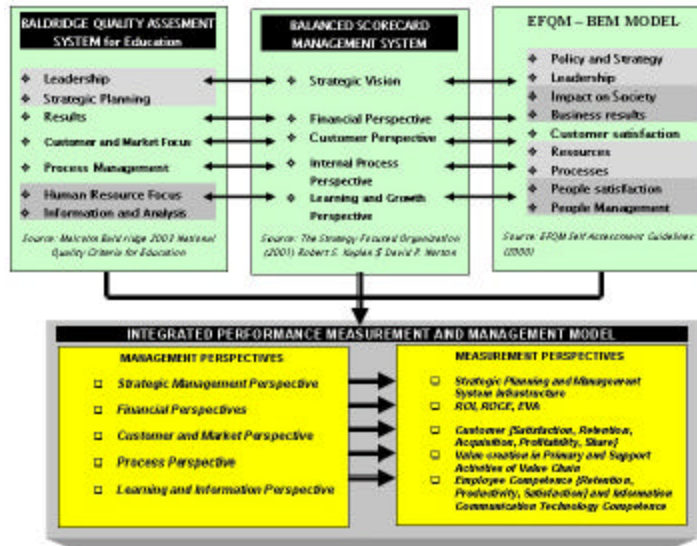 BALDRIDGE QUALITY ASSESMENT
SYSTEM for Education
Leadership
Strategic Planning
Results
Customer and Market Focus
Process Management
Human Resource Focus
Information and Analysis
Source: Malcolm Baldridge 2003 National
Quality Criteria for Education
BALANCED SCORECARD
MANAGEMENT SYSTEM
Strategic Vision
Financial Perspective
Customer Perspective
Internal Process
Perspective
Learning and Growth
Perspective
Source: The Strategy Focused Organization
(2001) Robert S. Kaplan $ David P. Norton
EFQM – BEM MODEL
Policy and Strategy
Leadership
Impact on Society
Business results
Customer satisfaction
Resources
Processes
People satisfaction
People Management
Source: EFQM Self Assessment Guidelines
(2000)
INTEGRATED PERFORMANCE MEASUREMENT AND MANAGEMENT MODEL
MANAGEMENT PERSPECTIVES
Strategic Management Perspective
Financial Perspectives
Customer and Market Perspective
Process Perspective
Learning and Information Perspective
MEASUREMENT PERSPECTIVES
Strategic Planning and Management
System Infrastructure
ROI, ROCE, EVA
Customer [Satisfaction, Retention,
Acquisition, Profitability, Share]
Value creation in Primary and Support
Activities of Value Chain
Employee Competence [Retention,
Productivity, Satisfaction] and Information
Communication Technology Competence